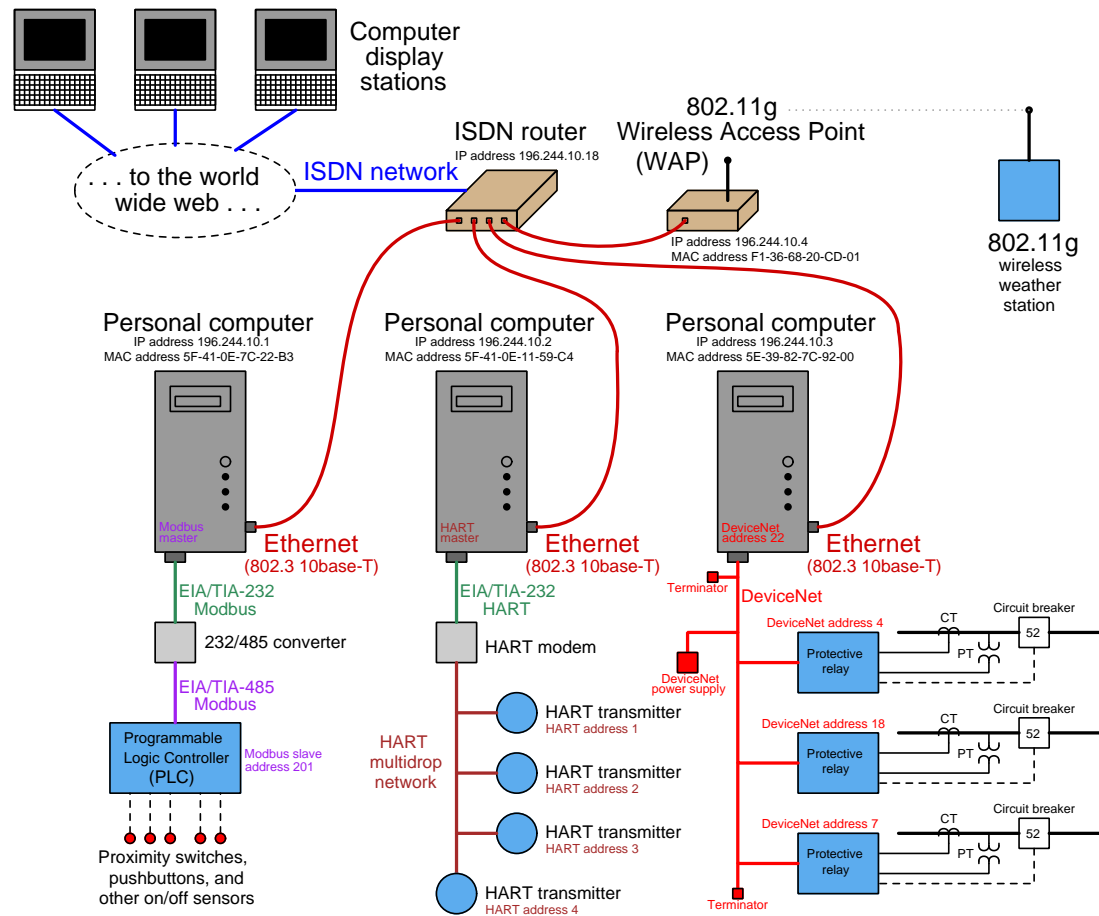 Computer
display
stations
. . . to the world
wide web . . .
ISDN network
ISDN router
IP address 196.244.10.18
802.11g
Wireless Access Point
(WAP)
IP address 196.244.10.4
MAC address F1-36-68-20-CD-01
802.11g
wireless
weather
station
Personal computer
IP address 196.244.10.1
MAC address 5F-41-0E-7C-22-B3
Modbus
master
Ethernet
(802.3 10base-T)
EIA/TIA-232
Modbus
232/485 converter
EIA/TIA-485
Modbus
Programmable
Logic Controller
(PLC)
Modbus slave
address 201
Proximity switches,
pushbuttons, and
other on/off sensors
Personal computer
IP address 196.244.10.2
MAC address 5F-41-0E-11-59-C4
HART
master
Ethernet
(802.3 10base-T)
EIA/TIA-232
HART
HART modem
HART
multidrop
network
HART transmitter
HART address 1
HART transmitter
HART address 2
HART transmitter
HART address 3
HART transmitter
HART address 4
Personal computer
IP address 196.244.10.3
MAC address 5E-39-82-7C-92-00
DeviceNet
address 22
Ethernet
(802.3 10base-T)
Terminator
DeviceNet
DeviceNet
power supply
DeviceNet address 4
Protective
relay
CT
PT
Circuit breaker
52
DeviceNet address 18
Protective
relay
CT
PT
Circuit breaker
52
DeviceNet address 7
Protective
relay
CT
PT
Circuit breaker
52
Terminator